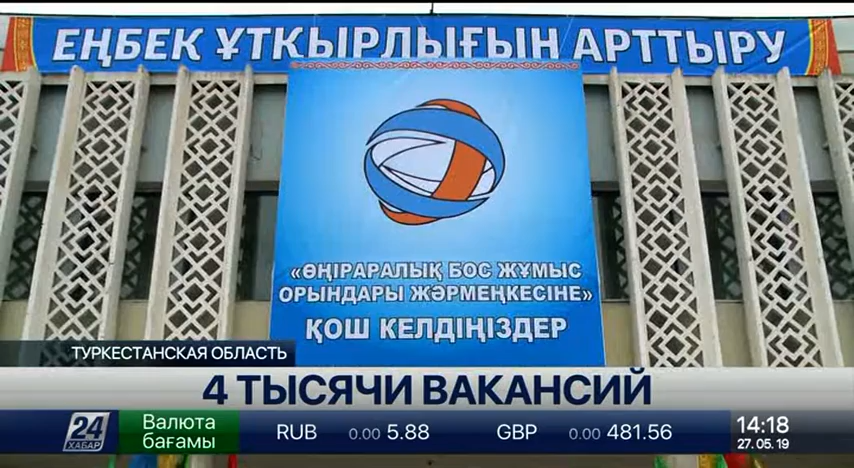 ЕҢБЕК ҰТҚЫРЛЫҒЫН АРТТЫРУ
«ӨҢІРАРАЛЫҚ БОС ЖҰМЫС
ОРЫНДАРЫ ЖӘРМЕҢКЕСІНЕ»
ҚОШ КЕЛДІҢІЗДЕР
ТУРКЕСТАНСКАЯ ОБЛАСТЬ
4 ТЫСЯЧИ ВАКАНСИЙ
24
ХАБАР
Валюта
бағамы
RUB 0.00 5.88 GBP 0.00 481.56
14:18
27.05.19